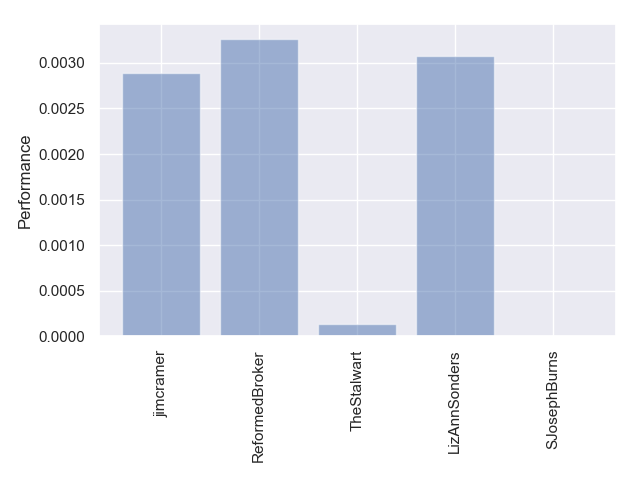 0.0030
0.0025
0.0020
0.0015
0.0010
0.0005
0.0000
Performance
jimcramer
ReformedBroker
TheStalwart
LizAnnSonders
SJosephBurns